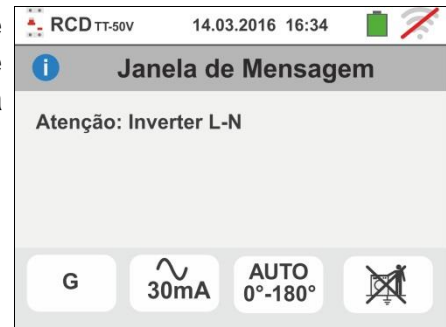 RCD TT-50V 14.03.2016 16:34
Janela de Mensagem
Atenção: Inverter L-N
G
30mA
AUTO
0°-180°